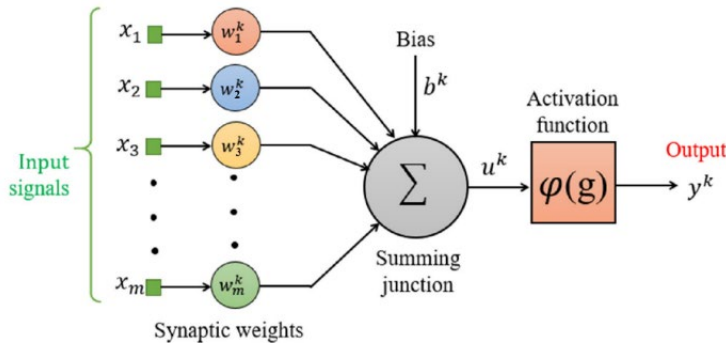 x₁
w₁ᵏ
x₂
w₂ᵏ
x₃
w₃ᵏ
xₘ
wₘᵏ
Input
signals
Synaptic weights
Bias
bᵏ
Σ
Summing
junction
uᵏ
Activation
function
φ(g)
Output
yᵏ